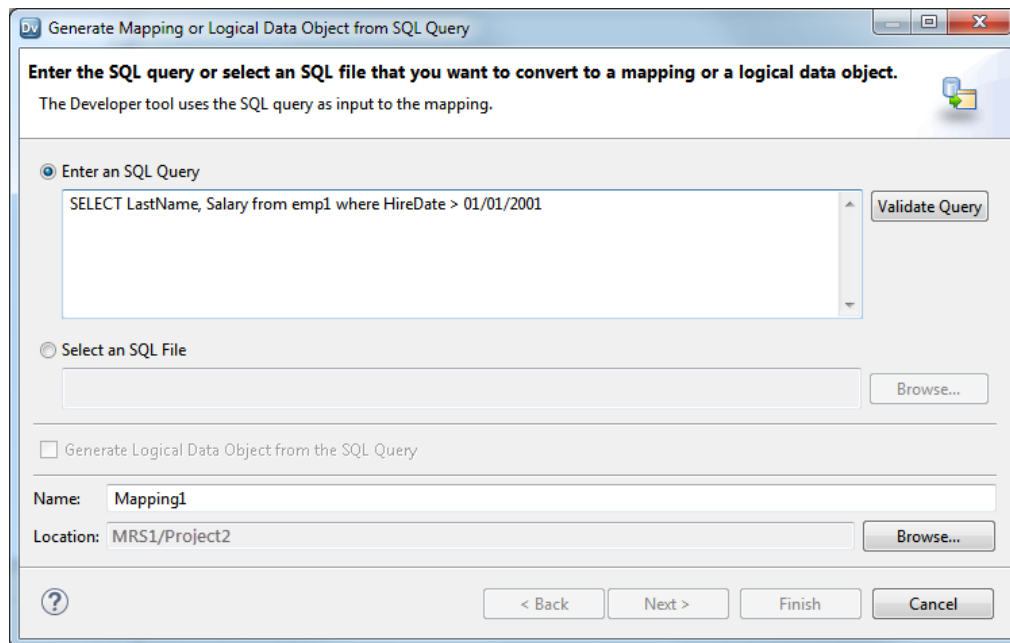 Dv Generate Mapping or Logical Data Object from SQL Query
Enter the SQL query or select an SQL file that you want to convert to a mapping or a logical data object.
The Developer tool uses the SQL query as input to the mapping.
Enter an SQL Query
SELECT LastName, Salary from emp1 where HireDate > 01/01/2001
Validate Query
Select an SQL File
Browse...
Generate Logical Data Object from the SQL Query
Name: Mapping1
Location: MRS1/Project2 Browse...
? < Back Next > Finish Cancel